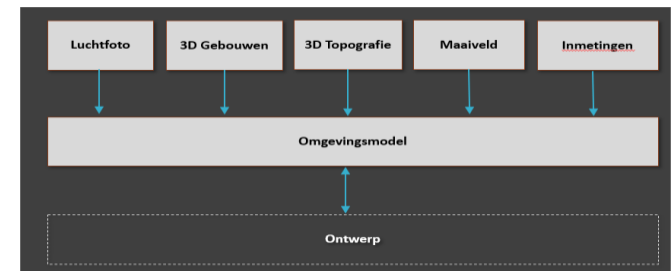 Luchtfoto
3D Gebouwen
3D Topografie
Maaiveld
Inmetingen
Omgevingsmodel
Ontwerp